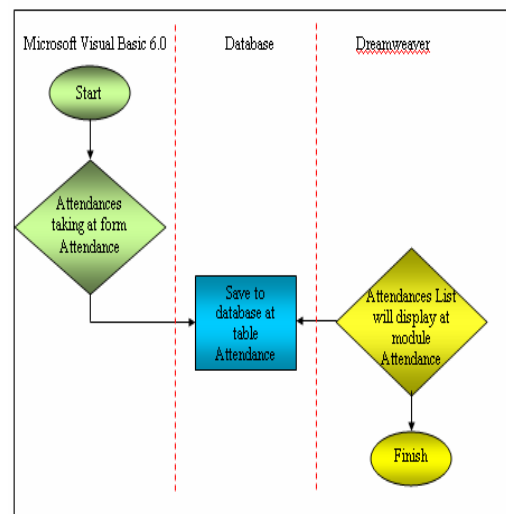 Microsoft Visual Basic 6.0
Database
Dreamweaver
Start
Attendances
taking at form
Attendance
Save to
database at
table
Attendance
Attendances List
will display at
module
Attendance
Finish